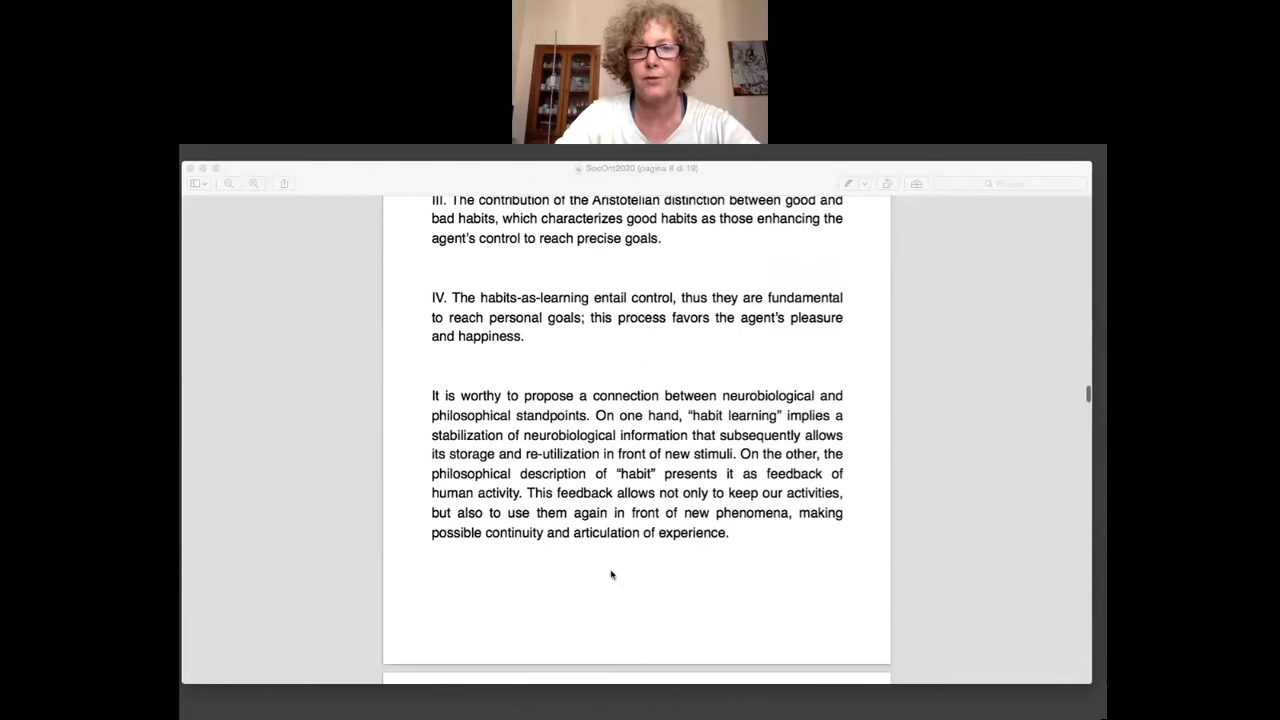 SocOnt2020 (pagina 6 di 19)
III. The contribution of the Aristotelian distinction between good and
bad habits, which characterizes good habits as those enhancing the
agent’s control to reach precise goals.
IV. The habits-as-learning entail control, thus they are fundamental
to reach personal goals; this process favors the agent’s pleasure
and happiness.
It is worthy to propose a connection between neurobiological and
philosophical standpoints. On one hand, “habit learning” implies a
stabilization of neurobiological information that subsequently allows
its storage and re-utilization in front of new stimuli. On the other, the
philosophical description of “habit” presents it as feedback of
human activity. This feedback allows not only to keep our activities,
but also to use them again in front of new phenomena, making
possible continuity and articulation of experience.